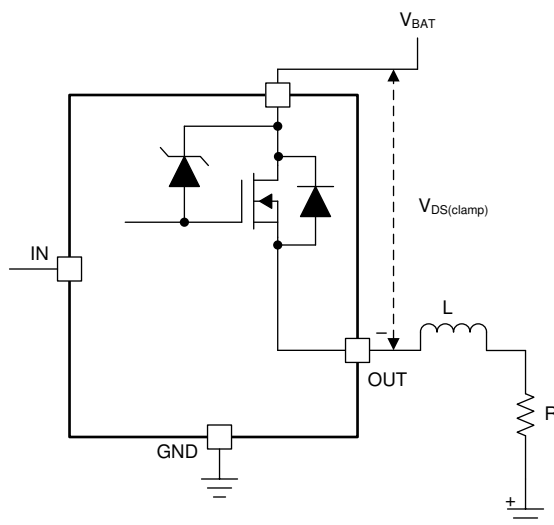 VBAT
VDS(clamp)
IN
L
−
OUT
R
GND
+